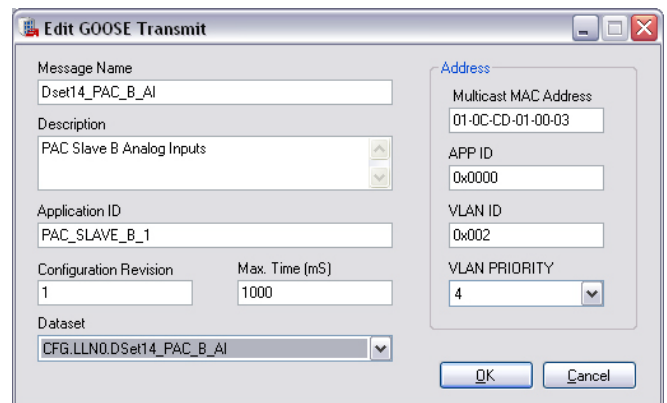 Edit GOOSE Transmit
Message Name
Dset14_PAC_B_AI
Description
PAC Slave B Analog Inputs
Application ID
PAC_SLAVE_B_1
Configuration Revision
Max. Time (mS)
1
1000
Dataset
CFG.LLN0.DSet14_PAC_B_AI
Address
Multicast MAC Address
01-0C-CD-01-00-03
APP ID
0x0000
VLAN ID
0x002
VLAN PRIORITY
4
OK
Cancel